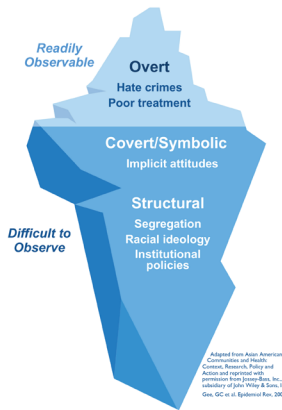 Readily
Observable
Overt
Hate crimes
Poor treatment
Covert/Symbolic
Implicit attitudes
Structural
Segregation
Racial ideology
Institutional
policies
Difficult to
Observe
Adapted from Asian American
Communities and Health:
Context, Research, Policy and
Action and reprinted with
permission from Jossey-Bass, Inc.,
subsidiary of John Wiley & Sons,
Gee, GC et al. Epidemiol Rev,